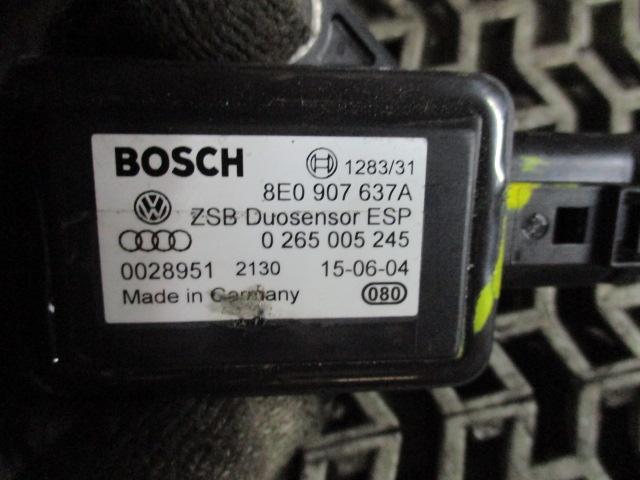 BOSCH 1283/31
8E0 907 637A
ZSB Duosensor ESP
0 265 005 245
0028951 2130 15-06-04
Made in Germany 080